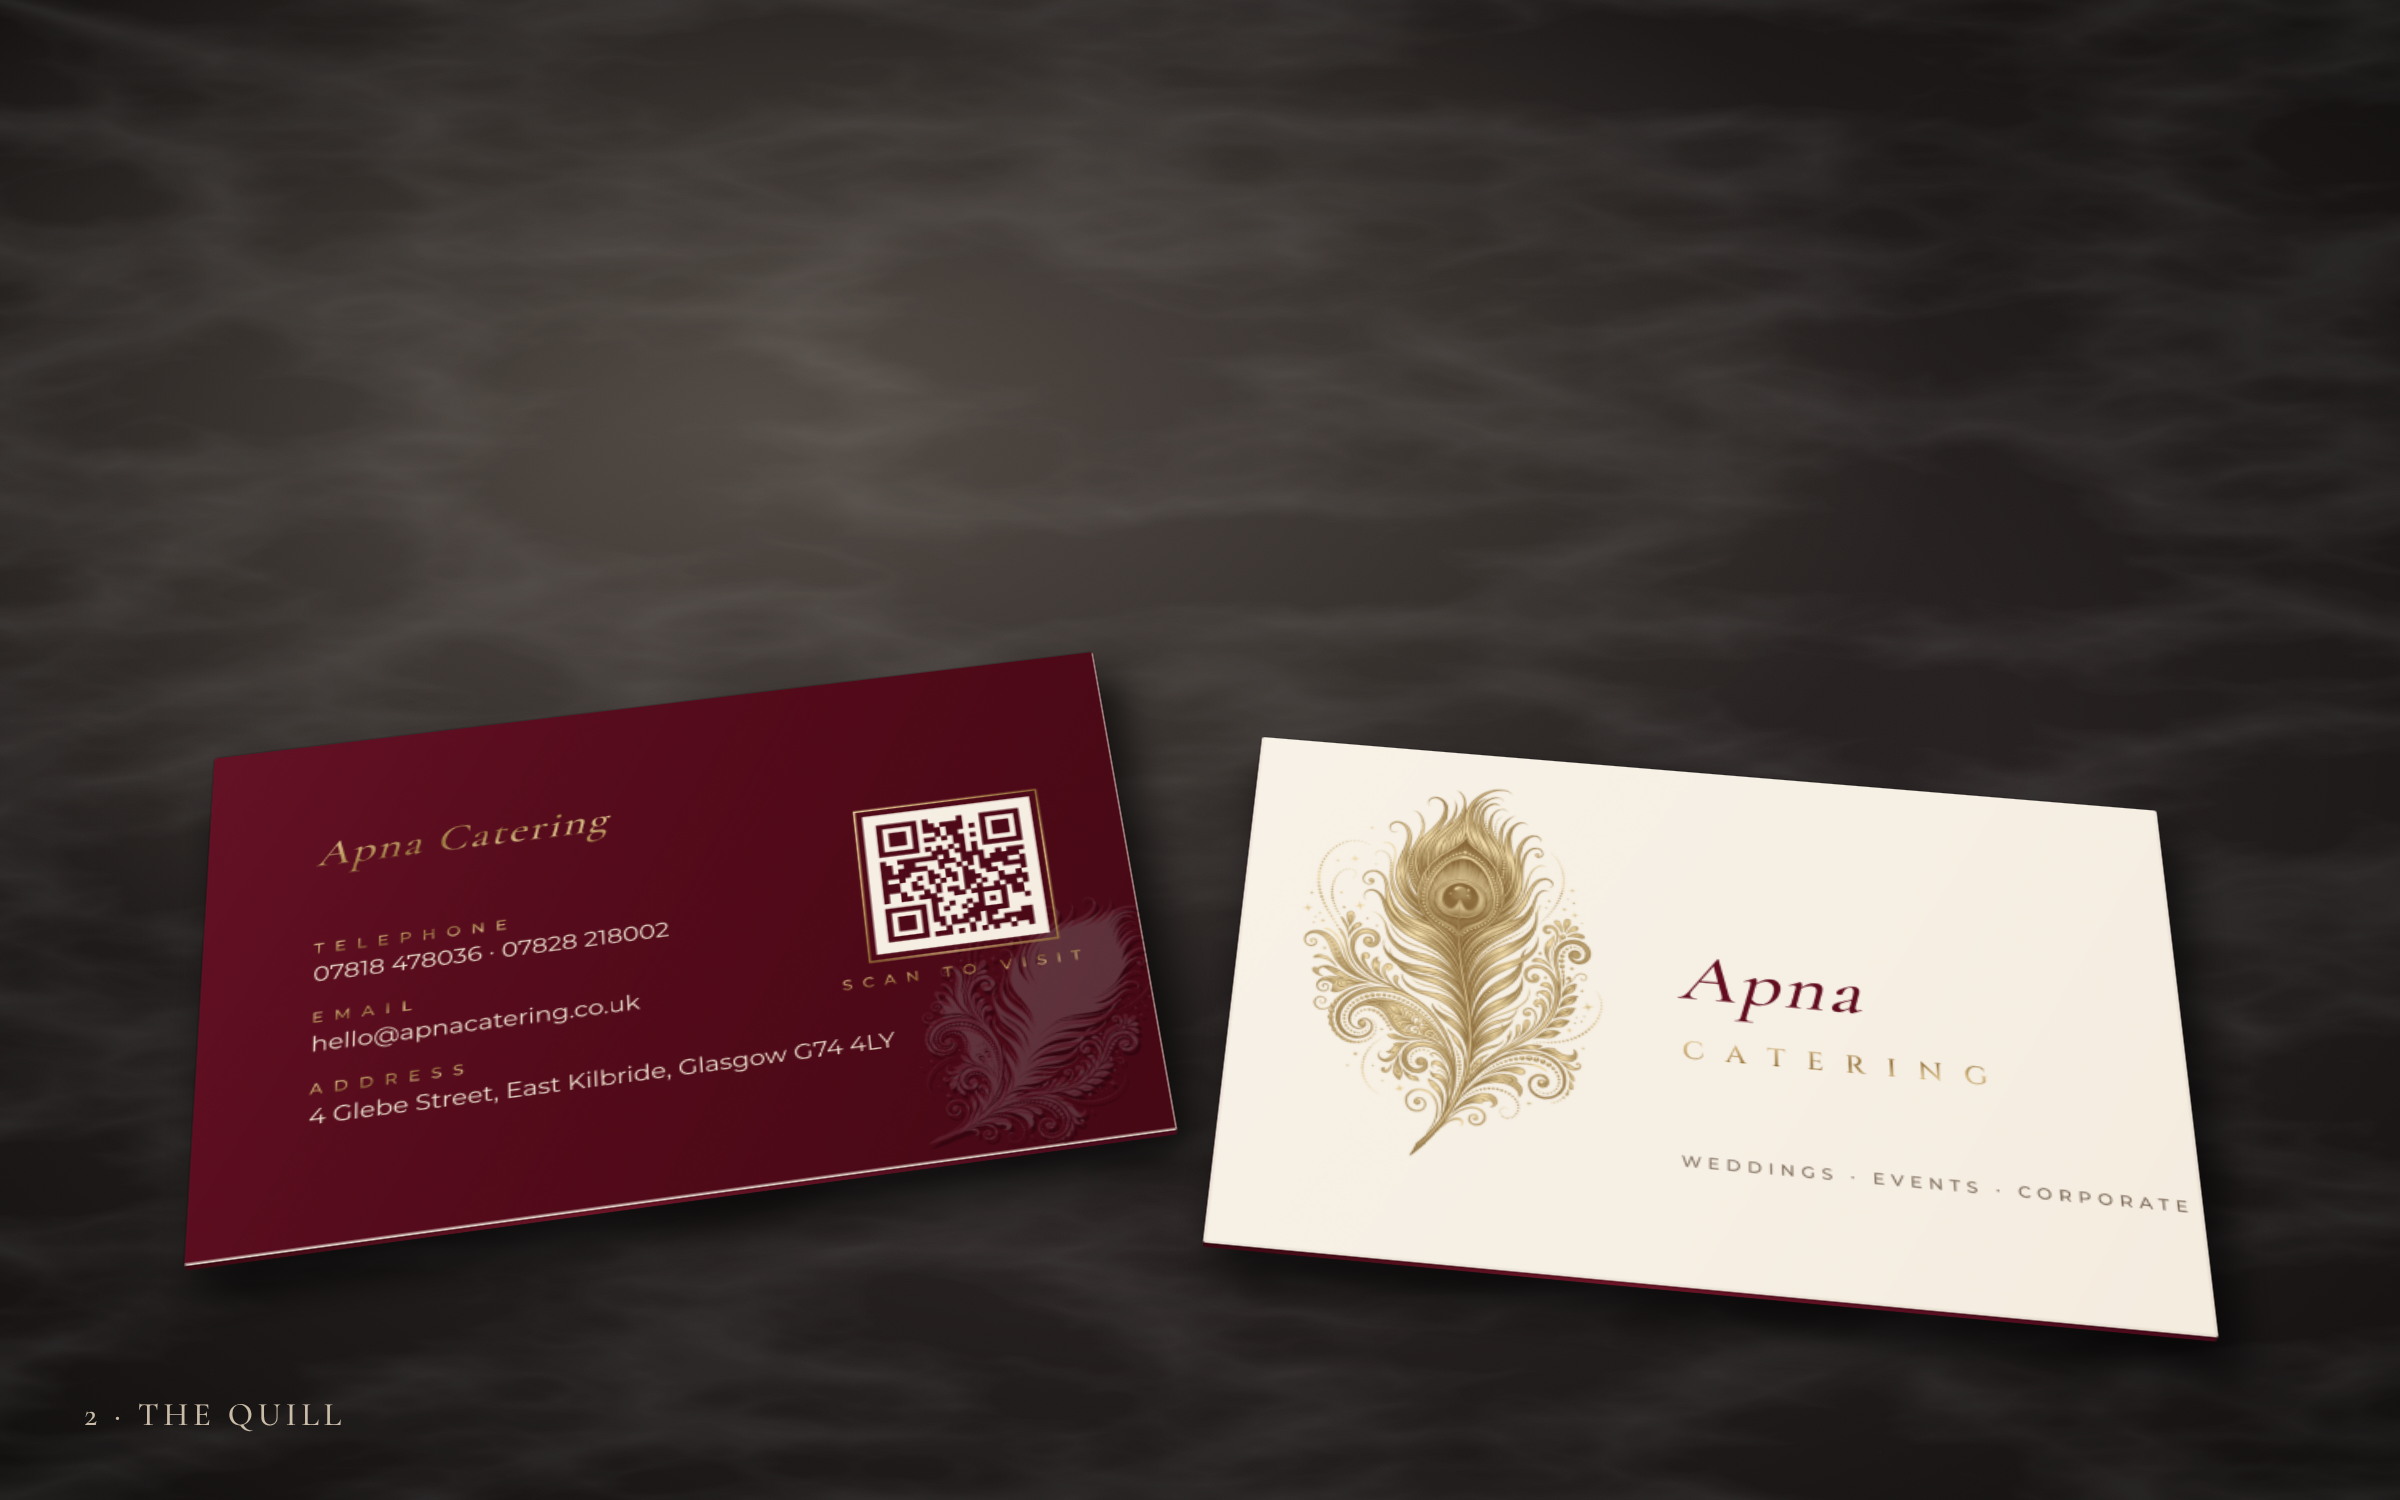 Apna Catering
TELEPHONE
07818 478036 · 07828 218002
EMAIL
hello@apnacatering.co.uk
ADDRESS
4 Glebe Street, East Kilbride, Glasgow G74 4LY
SCAN TO VISIT
Apna
CATERING
WEDDINGS · EVENTS · CORPORATE
2 · THE QUILL